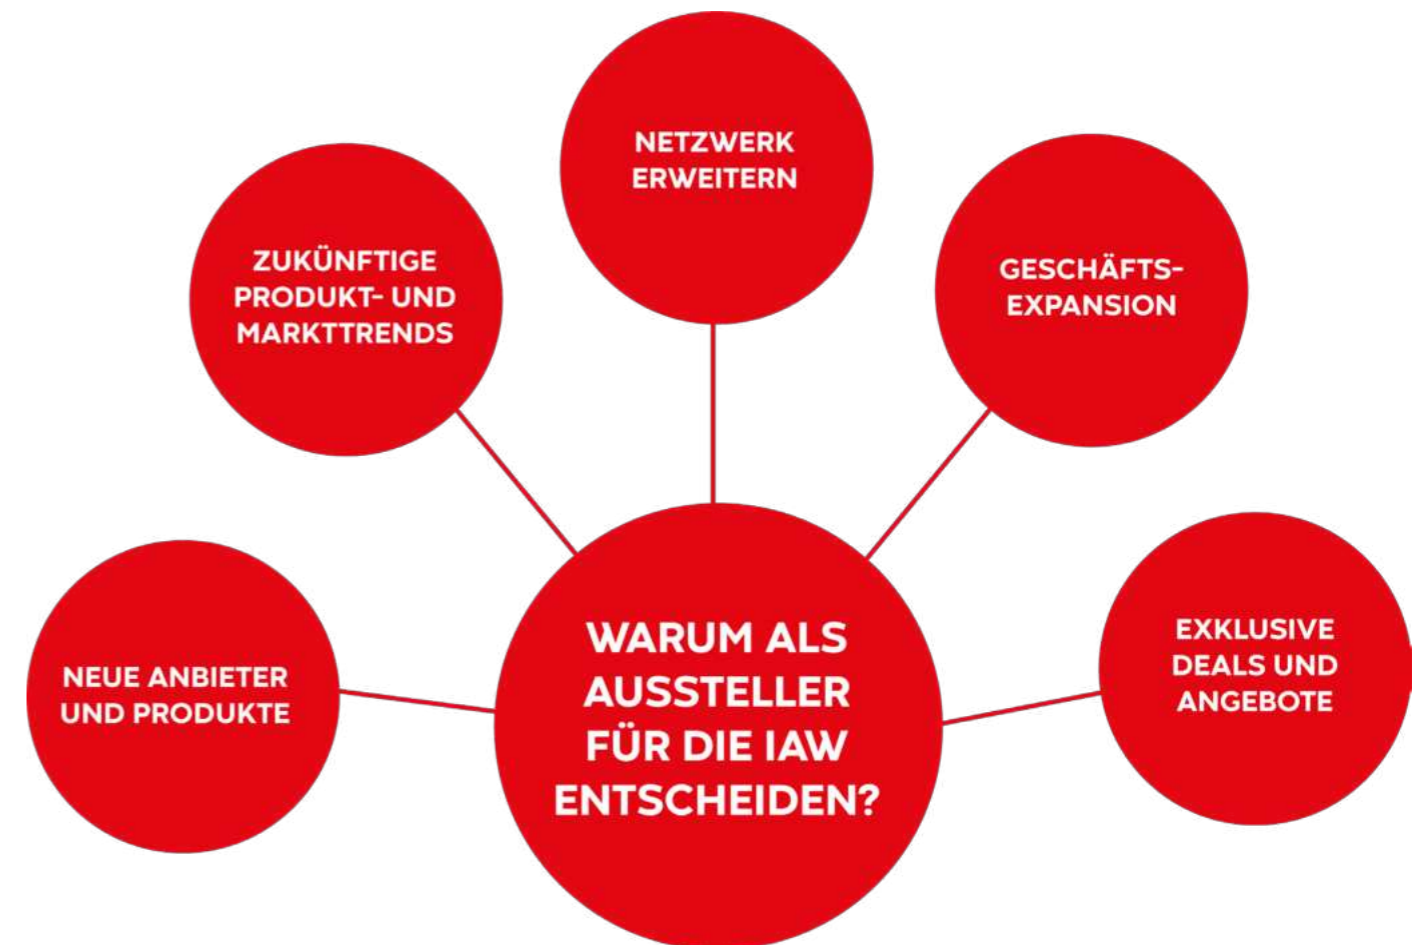 NETZWERK
ERWEITERN
ZUKÜNFTIGE
PRODUKT- UND
MARKTTRENDS
GESCHÄFTS-
EXPANSION
NEUE ANBIETER
UND PRODUKTE
WARUM ALS
AUSSTELLER
FÜR DIE IAW
ENTSCHEIDEN?
EXKLUSIVE
DEALS UND
ANGEBOTE